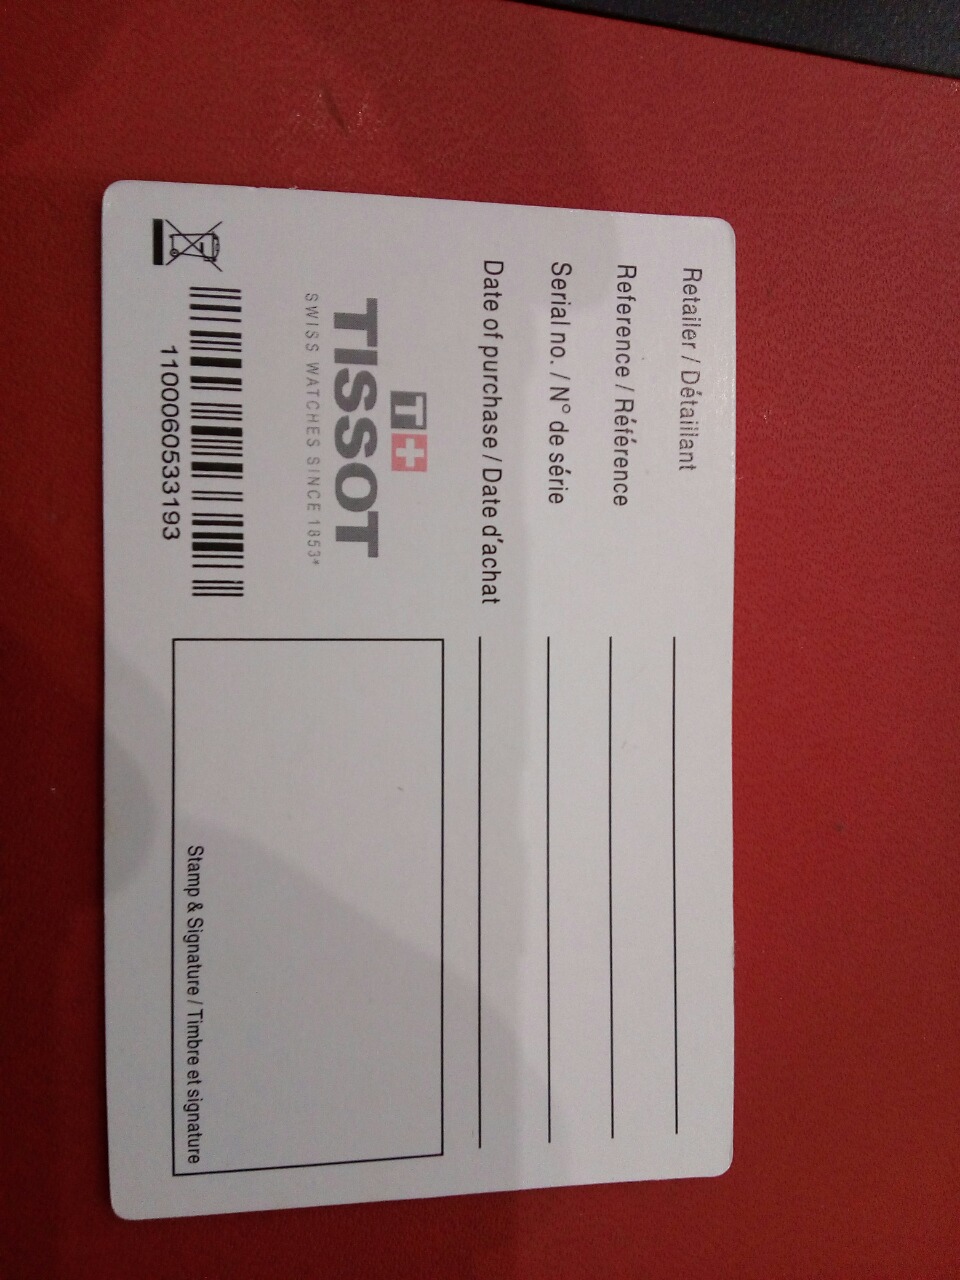 Retailer / Détaillant
Reference / Référence
Serial no. / N° de série
Date of purchase / Date d'achat
T+
TISSOT
SWISS WATCHES SINCE 1853*
1100060533193
Stamp & Signature / Timbre et signature